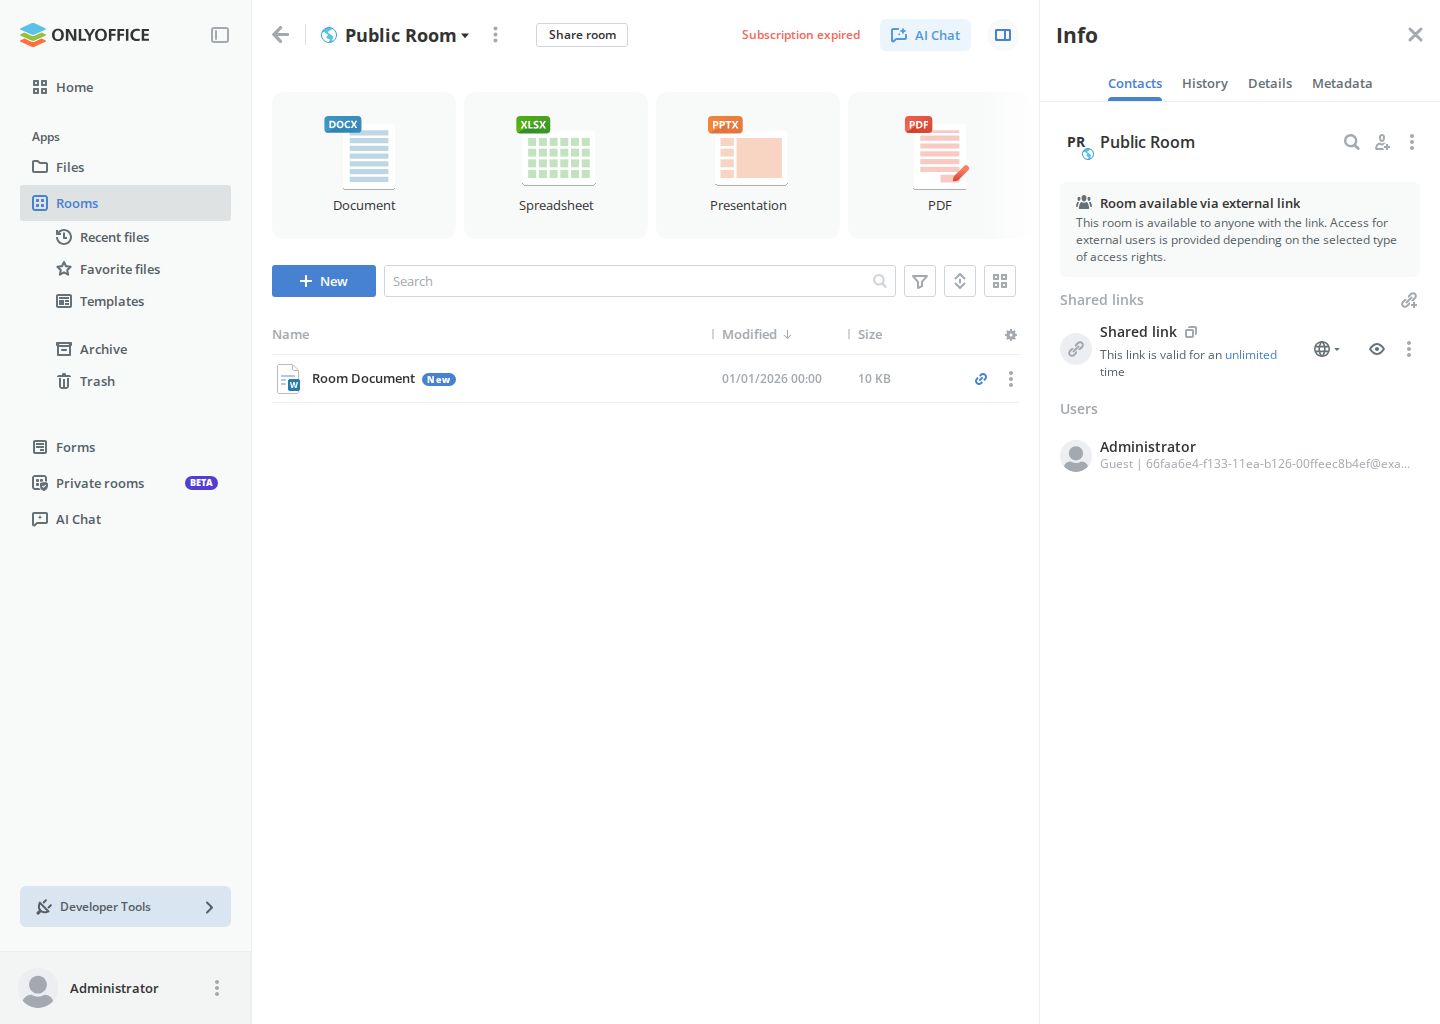 ONLYOFFICE
Home
Apps
Files
Rooms
Recent files
Favorite files
Templates
Archive
Trash
Forms
Private rooms BETA
AI Chat
Developer Tools
Administrator
Public Room
Share room
Subscription expired
AI Chat
DOCX
Document
XLSX
Spreadsheet
PPTX
Presentation
PDF
PDF
New
Search
Name Modified Size
W
Room Document New 01/01/2026 00:00 10 KB
Info
Contacts History Details Metadata
PR Public Room
Room available via external link
This room is available to anyone with the link. Access for
external users is provided depending on the selected type
of access rights.
Shared links
Shared link
This link is valid for an unlimited
time
Users
Administrator
Guest | 66faa6e4-f133-11ea-b126-00ffeec8b4ef@exa...